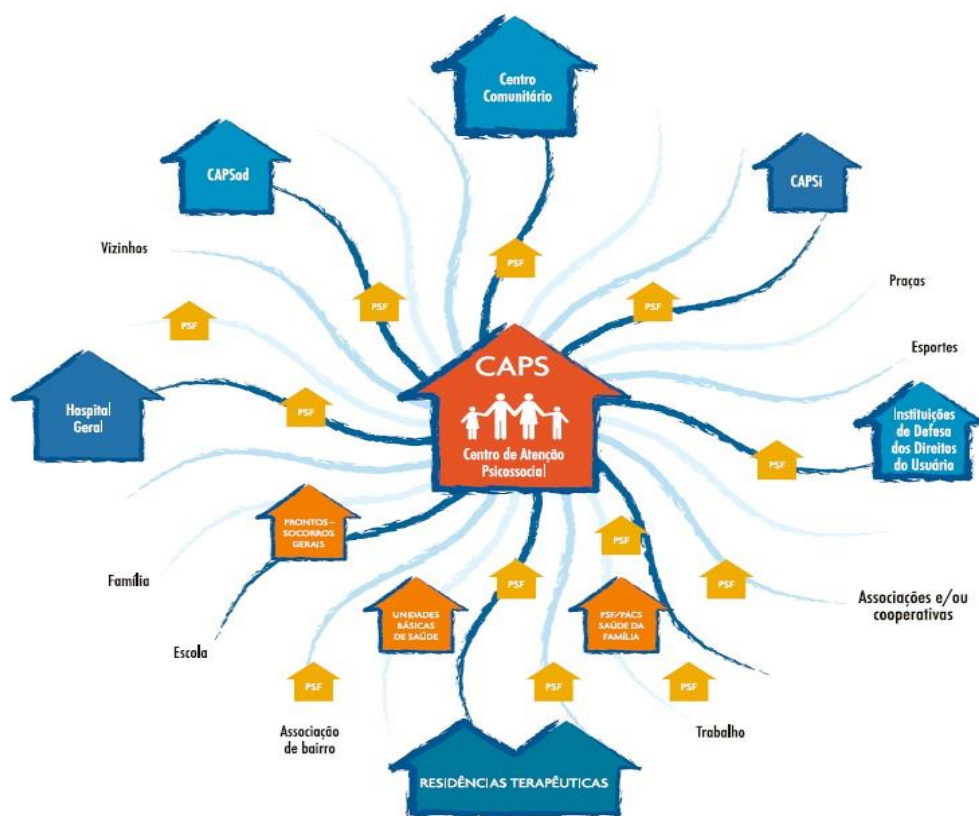 Centro
Comunitário
CAPSad
CAPSi
Vizinhos
PSF
PSF
PSF
Praças
PSF
Esportes
CAPS
Centro de Atenção
Psicossocial
Hospital
Geral
PSF
Instituições
de Defesa
dos Direitos
do Usuário
PSF
PRONTOS –
SOCORROS
GERAIS
PSF
Família
PSF
PSF
Associações e/ou
cooperativas
UNIDADES
BÁSICAS
DE SAÚDE
PSF/PACS
SAÚDE DA
FAMÍLIA
Escola
PSF
PSF
PSF
Associação
de bairro
Trabalho
RESIDÊNCIAS TERAPÊUTICAS